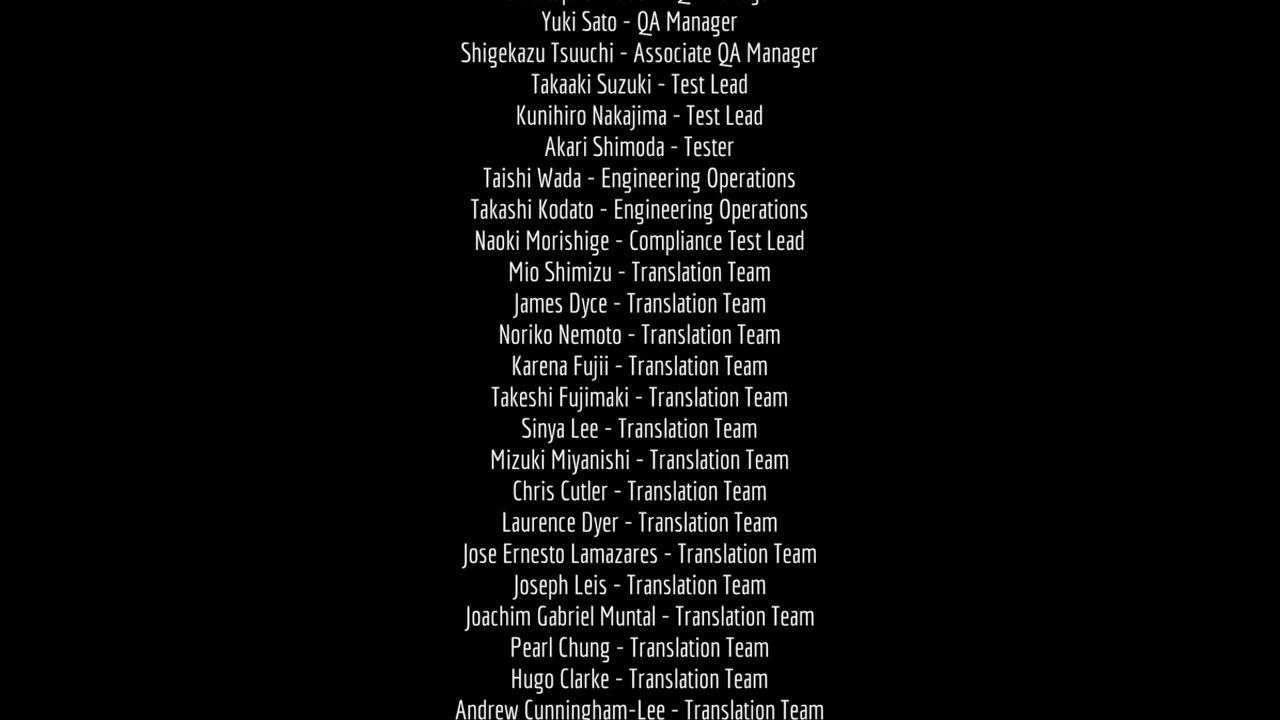 Yuki Sato - QA Manager
Shigekazu Tsuuchi - Associate QA Manager
Takaaki Suzuki - Test Lead
Kunihiro Nakajima - Test Lead
Akari Shimoda - Tester
Taishi Wada - Engineering Operations
Takashi Kodato - Engineering Operations
Naoki Morishige - Compliance Test Lead
Mio Shimizu - Translation Team
James Dyce - Translation Team
Noriko Nemoto - Translation Team
Karena Fujii - Translation Team
Takeshi Fujimaki - Translation Team
Sinya Lee - Translation Team
Mizuki Miyanishi - Translation Team
Chris Cutler - Translation Team
Laurence Dyer - Translation Team
Jose Ernesto Lamazares - Translation Team
Joseph Leis - Translation Team
Joachim Gabriel Muntal - Translation Team
Pearl Chung - Translation Team
Hugo Clarke - Translation Team
Andrew Cunningham-Lee - Translation Team